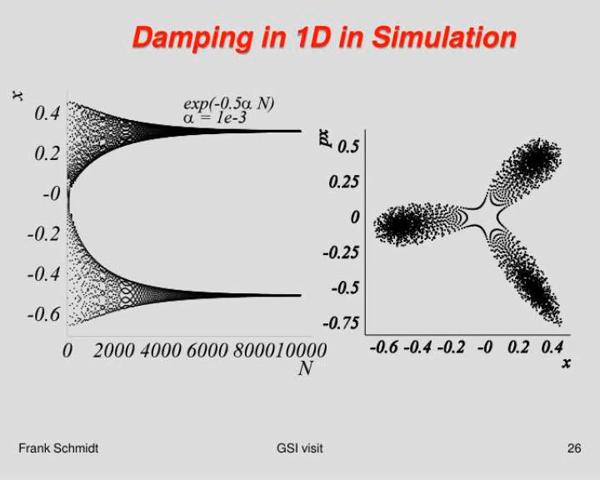 Damping in 1D in Simulation
x
exp(-0.5α N)
α = 1e-3
0.4
0.2
-0
-0.2
-0.4
-0.6
0 2000 4000 6000 8000 10000
N
px
0.5
0.25
0
-0.25
-0.5
-0.75
-0.6 -0.4 -0.2 -0 0.2 0.4
x
Frank Schmidt GSI visit 26